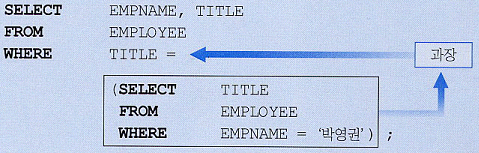 SELECT EMPNAME, TITLE
FROM EMPLOYEE
WHERE TITLE =
과장
(SELECT TITLE
FROM EMPLOYEE
WHERE EMPNAME = ‘박영권’) ;